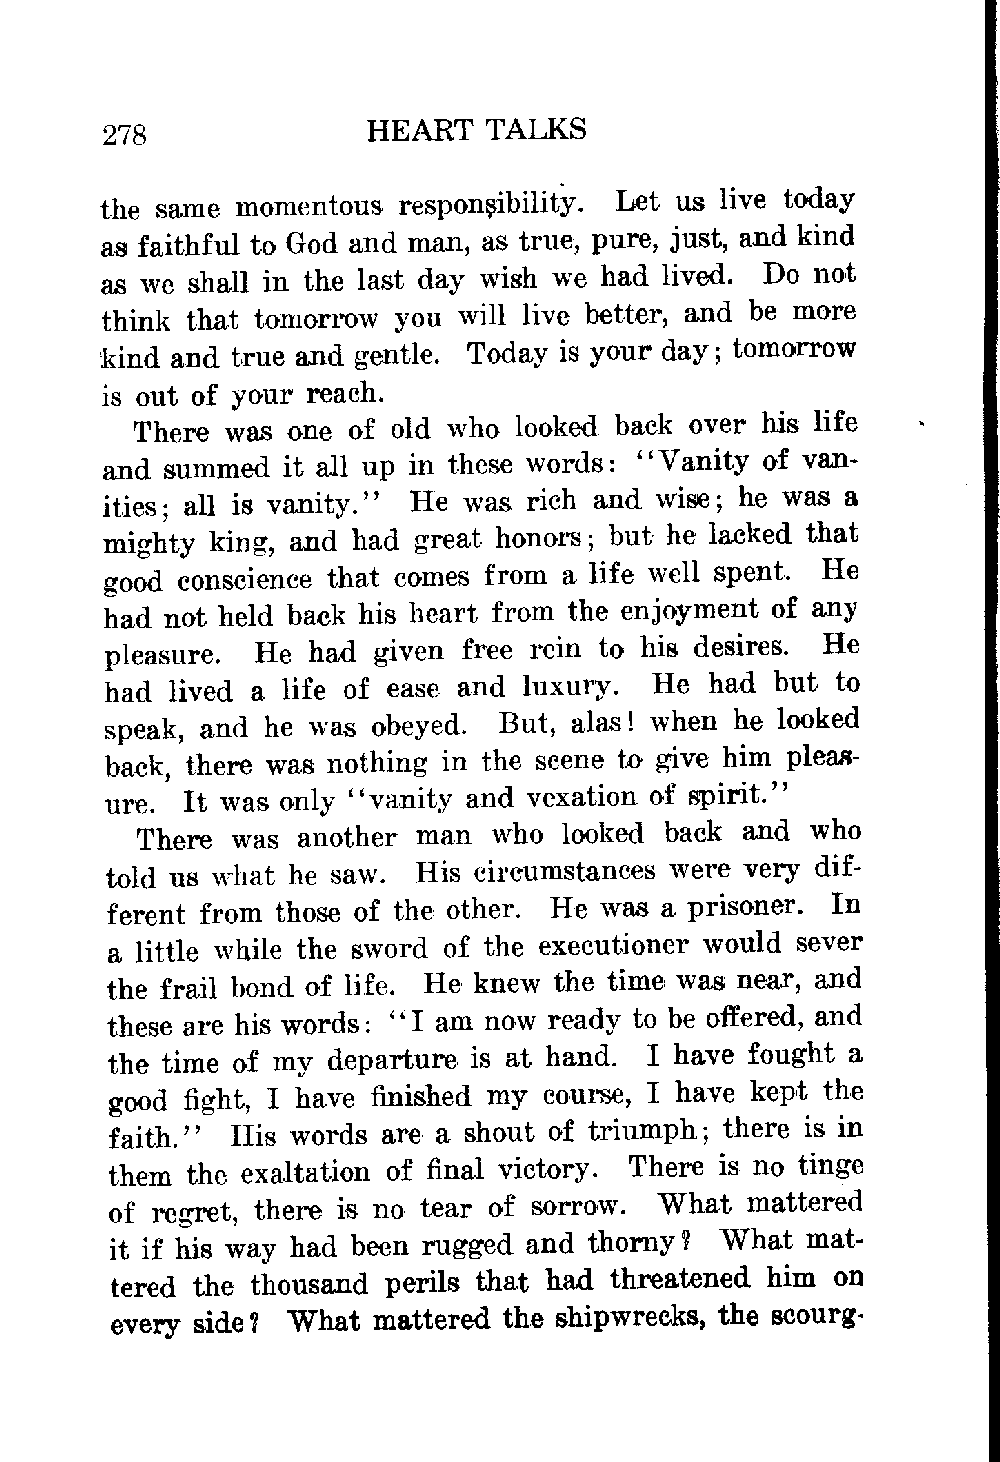 278 HEART TALKS
the same momentous responsibility. Let us live today
as faithful to God and man, as true, pure, just, and kind
as we shall in the last day wish we had lived. Do not
think that tomorrow you will live better, and be more
kind and true and gentle. Today is your day; tomorrow
is out of your reach.
There was one of old who looked back over his life
and summed it all up in these words: "Vanity of van-
ities; all is vanity." He was rich and wise; he was a
mighty king, and had great honors; but he lacked that
good conscience that comes from a life well spent. He
had not held back his heart from the enjoyment of any
pleasure. He had given free rein to his desires. He
had lived a life of ease and luxury. He had but to
speak, and he was obeyed. But, alas! when he looked
back, there was nothing in the scene to give him pleas-
ure. It was only "vanity and vexation of spirit."
There was another man who looked back and who
told us what he saw. His circumstances were very dif-
ferent from those of the other. He was a prisoner. In
a little while the sword of the executioner would sever
the frail bond of life. He knew the time was near, and
these are his words: "I am now ready to be offered, and
the time of my departure is at hand. I have fought a
good fight, I have finished my course, I have kept the
faith." His words are a shout of triumph; there is in
them the exaltation of final victory. There is no tinge
of regret, there is no tear of sorrow. What mattered
it if his way had been rugged and thorny? What mat-
tered the thousand perils that had threatened him on
every side? What mattered the shipwrecks, the scourg-